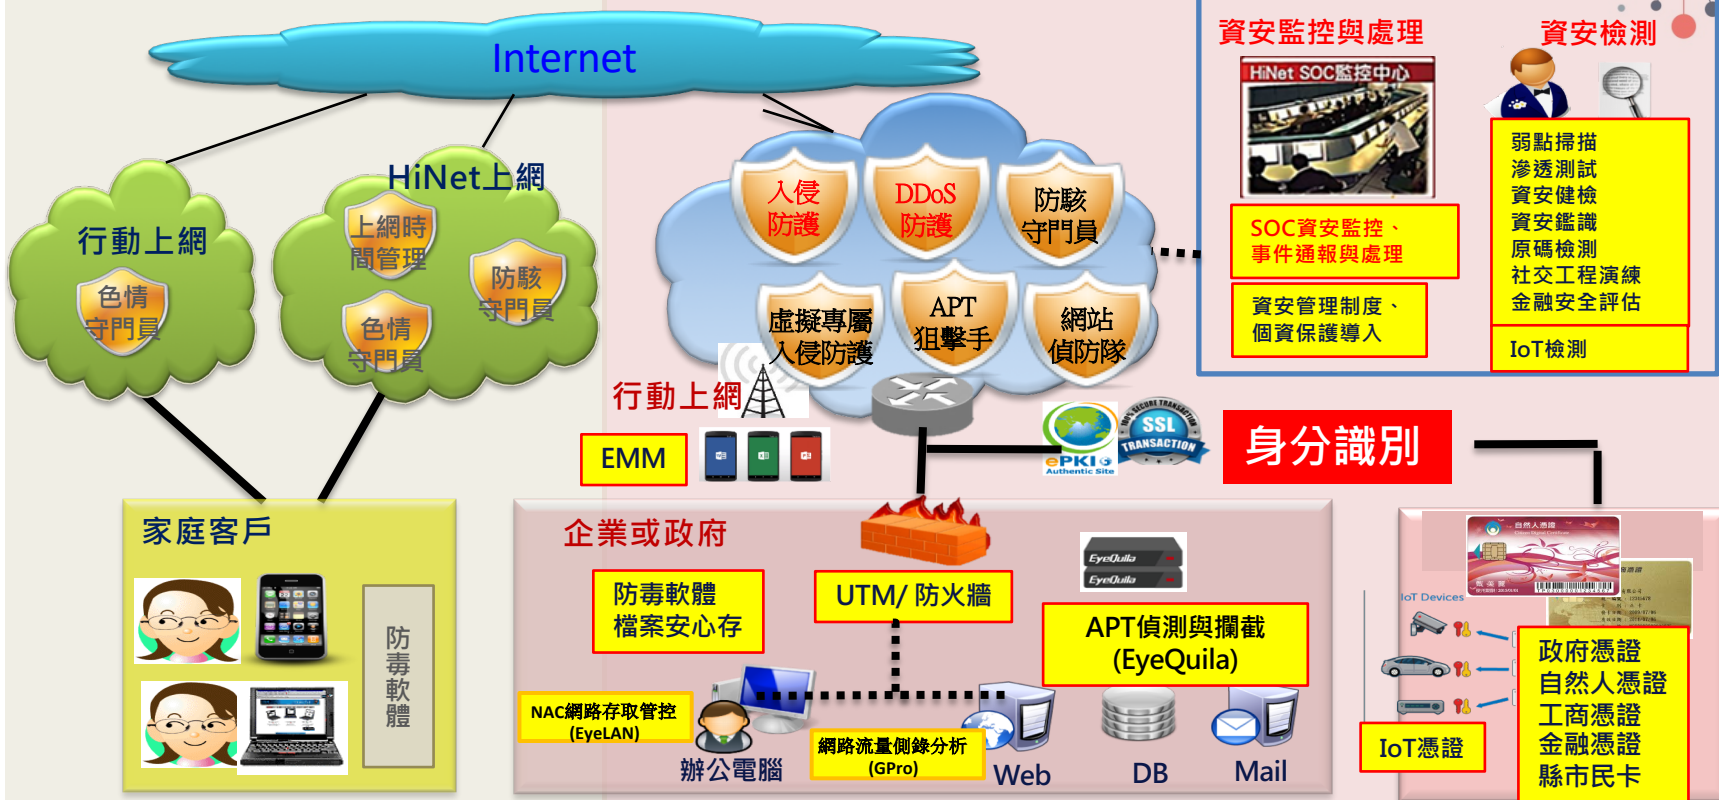 Internet
資安監控與處理
資安檢測
HiNet SOC監控中心
弱點掃描
滲透測試
資安健檢
資安鑑識
原碼檢測
社交工程演練
金融安全評估
IoT檢測
SOC資安監控、
事件通報與處理
資安管理制度、
個資保護導入
HiNet上網
上網時
間管理
防駭
守門員
色情
守門員
行動上網
色情
守門員
入侵
防護
DDoS
防護
防駭
守門員
虛擬專屬
入侵防護
APT
狙擊手
網站
偵防隊
行動上網
EMM
ePKI
Authentic Site
100% SECURE TRANSACTION
SSL
TRANSACTION
身分識別
家庭客戶
防毒軟體
企業或政府
防毒軟體
檔案安心存
UTM/ 防火牆
EyeQuila
EyeQuila
APT偵測與攔截
(EyeQuila)
NAC網路存取管控
(EyeLAN)
辦公電腦
網路流量側錄分析
(GPro)
Web
DB
Mail
自然人憑證
IoT Devices
IoT憑證
政府憑證
自然人憑證
工商憑證
金融憑證
縣市民卡